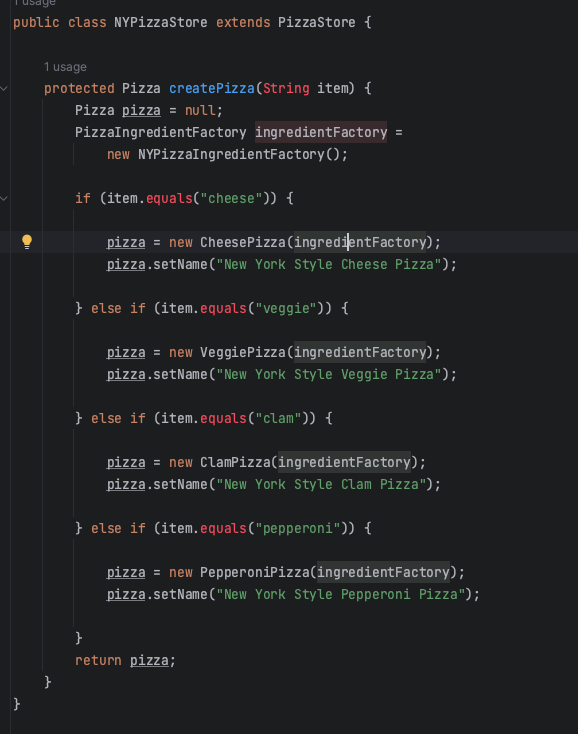 1 usage
public class NYPizzaStore extends PizzaStore {
1 usage
protected Pizza createPizza(String item) {
Pizza pizza = null;
PizzaIngredientFactory ingredientFactory =
new NYPizzaIngredientFactory();
if (item.equals("cheese")) {
pizza = new CheesePizza(ingredientFactory);
pizza.setName("New York Style Cheese Pizza");
} else if (item.equals("veggie")) {
pizza = new VeggiePizza(ingredientFactory);
pizza.setName("New York Style Veggie Pizza");
} else if (item.equals("clam")) {
pizza = new ClamPizza(ingredientFactory);
pizza.setName("New York Style Clam Pizza");
} else if (item.equals("pepperoni")) {
pizza = new PepperoniPizza(ingredientFactory);
pizza.setName("New York Style Pepperoni Pizza");
}
return pizza;
}
}